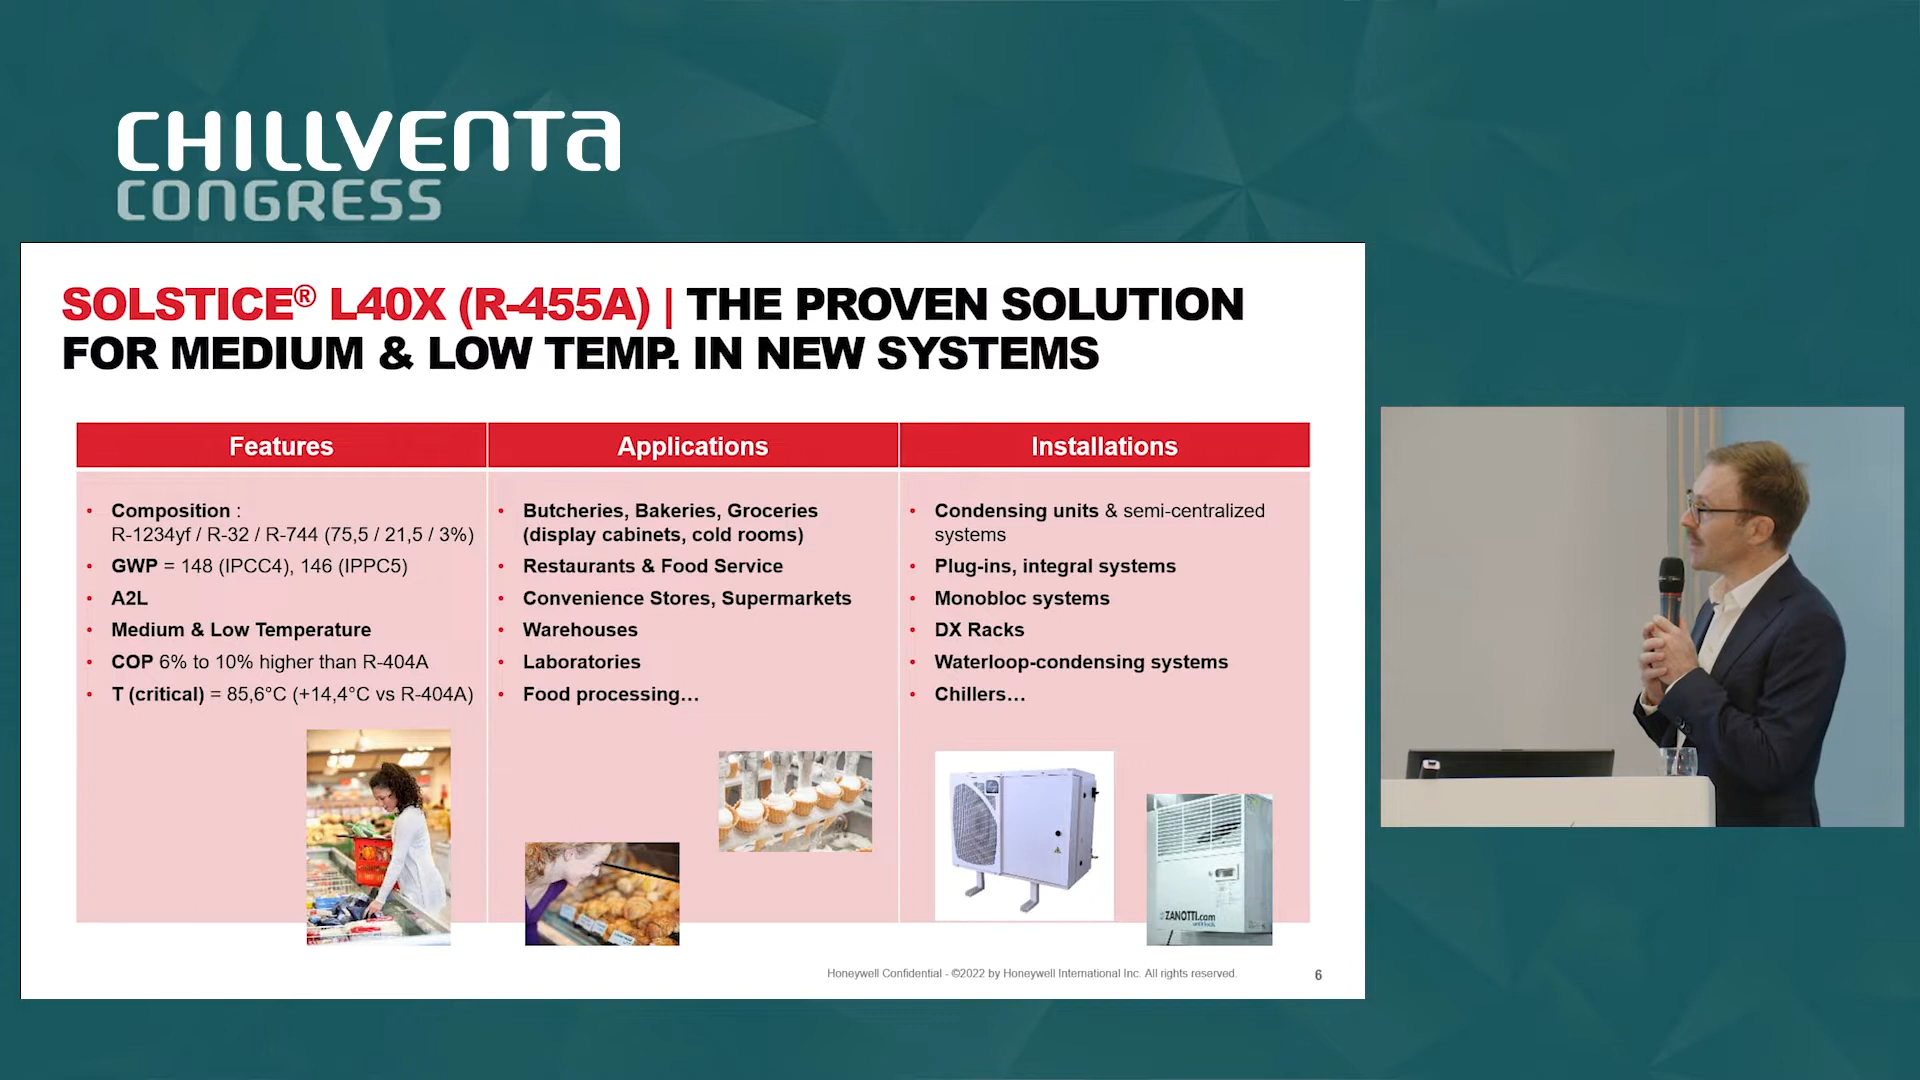 CHILLVENTA
CONGRESS
SOLSTICE® L40X (R-455A) | THE PROVEN SOLUTION
FOR MEDIUM & LOW TEMP. IN NEW SYSTEMS
Features
• Composition :
R-1234yf / R-32 / R-744 (75,5 / 21,5 / 3%)
• GWP = 148 (IPCC4), 146 (IPPC5)
• A2L
• Medium & Low Temperature
• COP 6% to 10% higher than R-404A
• T (critical) = 85,6°C (+14,4°C vs R-404A)
Applications
• Butcheries, Bakeries, Groceries
(display cabinets, cold rooms)
• Restaurants & Food Service
• Convenience Stores, Supermarkets
• Warehouses
• Laboratories
• Food processing…
Installations
• Condensing units & semi-centralized
systems
• Plug-ins, integral systems
• Monobloc systems
• DX Racks
• Waterloop-condensing systems
• Chillers…
ZANOTTI.com
Honeywell Confidential - ©2022 by Honeywell International Inc. All rights reserved.
6